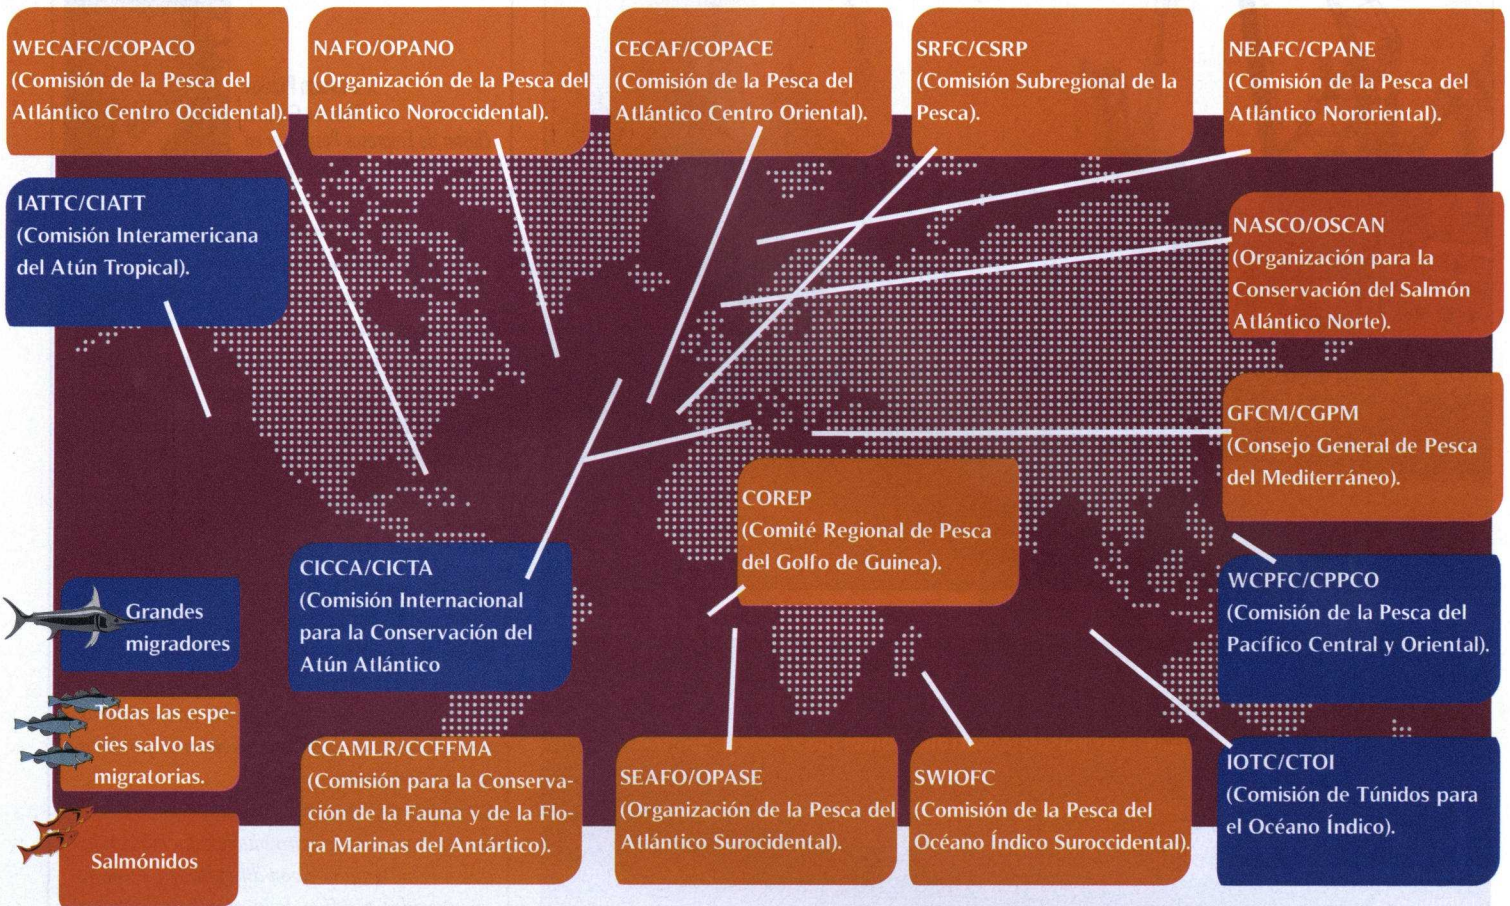 WECAFC/COPACO
(Comisión de la Pesca del
Atlántico Centro Occidental).
NAFO/OPANO
(Organización de la Pesca del
Atlántico Noroccidental).
CECAF/COPACE
(Comisión de la Pesca del
Atlántico Centro Oriental).
SRFC/CSRP
(Comisión Subregional de la
Pesca).
NEAFC/CPANE
(Comisión de la Pesca del
Atlántico Nororiental).
IATTC/CIATT
(Comisión Interamericana
del Atún Tropical).
NASCO/OSCAN
(Organización para la
Conservación del Salmón
Atlántico Norte).
GFCM/CGPM
(Consejo General de Pesca
del Mediterráneo).
COREP
(Comité Regional de Pesca
del Golfo de Guinea).
CICCA/CICTA
(Comisión Internacional
para la Conservación del
Atún Atlántico
WCPFC/CPPCO
(Comisión de la Pesca del
Pacífico Central y Oriental).
Grandes
migradores
Todas las espe-
cies salvo las
migratorias.
Salmónidos
CCAMLR/CCFFMA
(Comisión para la Conserva-
ción de la Fauna y de la Flo-
ra Marinas del Antártico).
SEAFO/OPASE
(Organización de la Pesca del
Atlántico Surocidental).
SWIOFC
(Comisión de la Pesca del
Océano Índico Suroccidental).
IOTC/CTOI
(Comisión de Túnidos para
el Océano Índico).